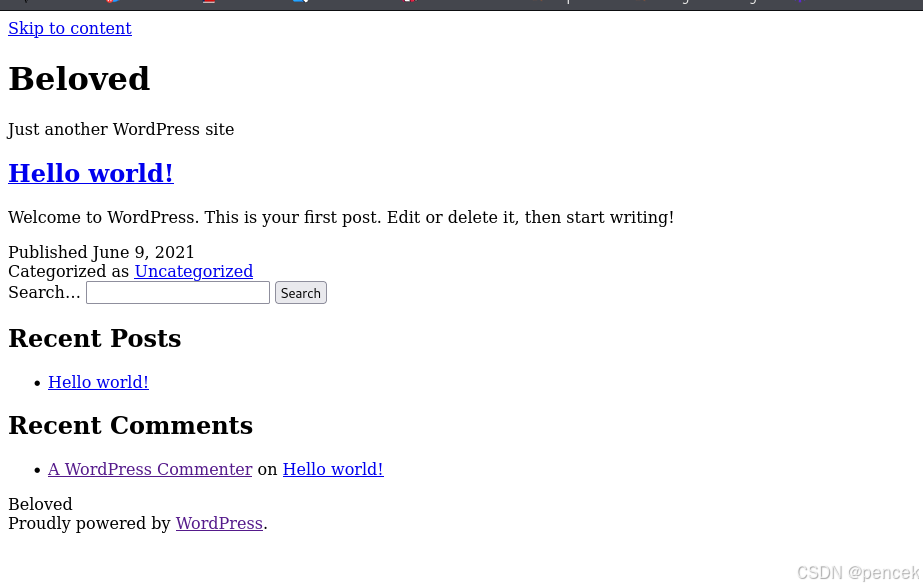 Skip to content
Beloved
Just another WordPress site
Hello world!
Welcome to WordPress. This is your first post. Edit or delete it, then start writing!
Published June 9, 2021
Categorized as Uncategorized
Search… Search
Recent Posts
• Hello world!
Recent Comments
• A WordPress Commenter on Hello world!
Beloved
Proudly powered by WordPress.
CSDN @pencek